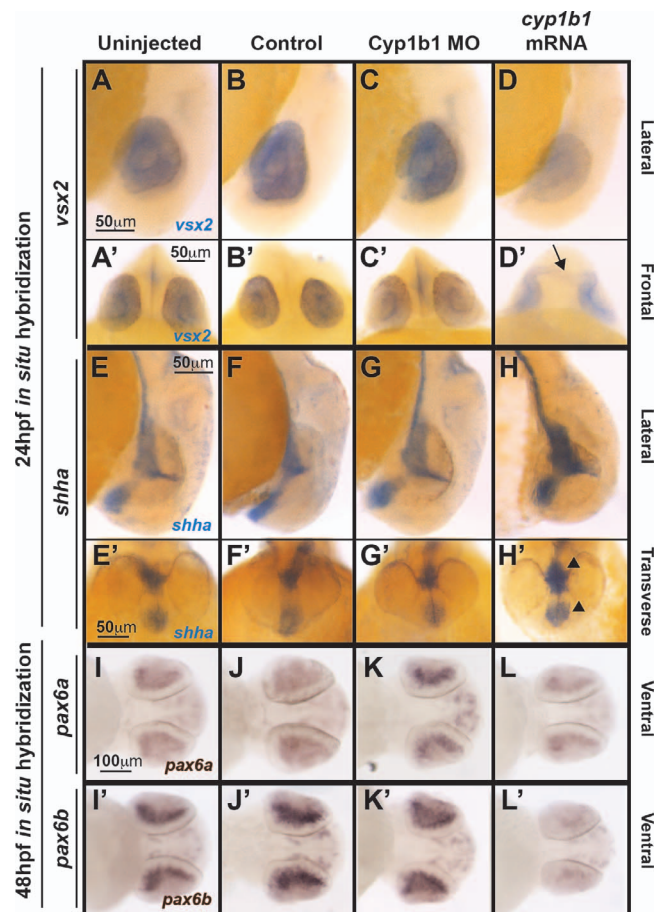 Uninjected Control Cyp1b1 MO cyp1b1 mRNA
24hpf in situ hybridization
vsx2
A B C D Lateral
50μm vsx2
A' 50μm B' C' D' Frontal
vsx2
shha
E 50μm F G H Lateral
shha
E' F' G' H' Transverse
50μm shha
48hpf in situ hybridization
pax6a
I J K L Ventral
100μm pax6a
pax6b
I' J' K' L' Ventral
pax6b